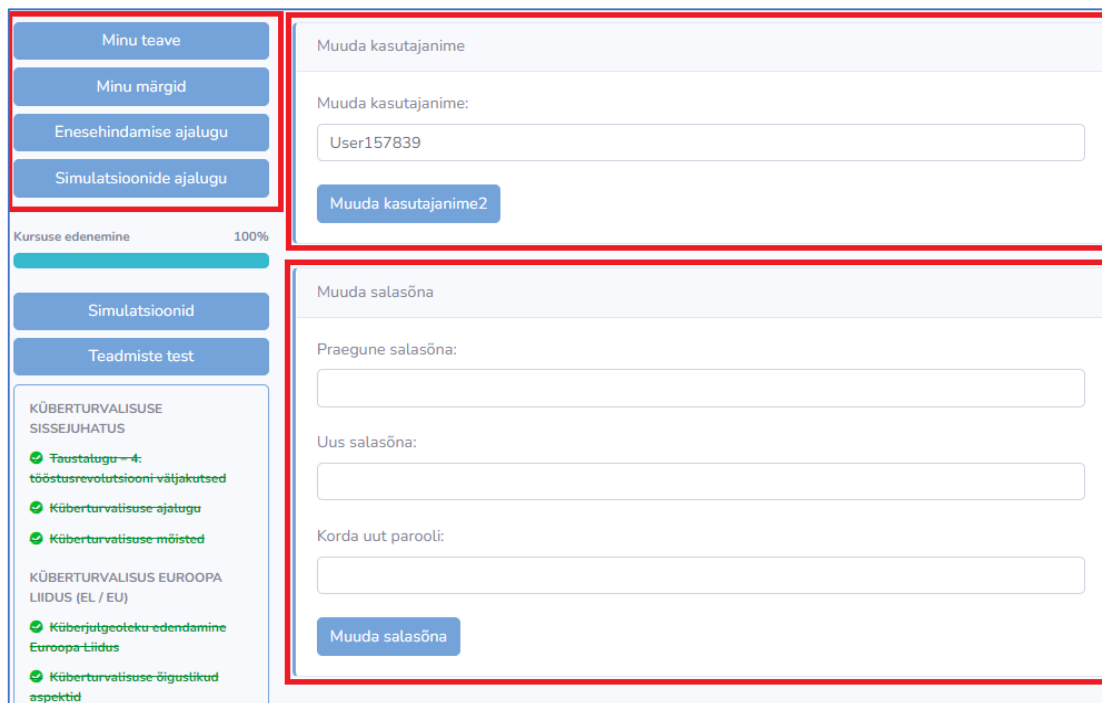 Minu teave
Minu märgid
Enesehindamise ajalugu
Simulatsioonide ajalugu
Kursuse edenemine 100%
Simulatsioonid
Teadmiste test
KÜBERTURVALISUSE
SISSEJUHATUS
Taustalugu – 4.
tööstusrevolutsiooni väljakutsed
Küberturvalisuse ajalugu
Küberturvalisuse mõisted
KÜBERTURVALISUS EUROOPA
LIIDUS (EL / EU)
Küberjulgeoleku edendamine
Euroopa Liidus
Küberturvalisuse õiguslikud
aspektid
Muuda kasutajanime
Muuda kasutajanime:
User157839
Muuda kasutajanime2
Muuda salasõna
Praegune salasõna:
Uus salasõna:
Korda uut parooli:
Muuda salasõna